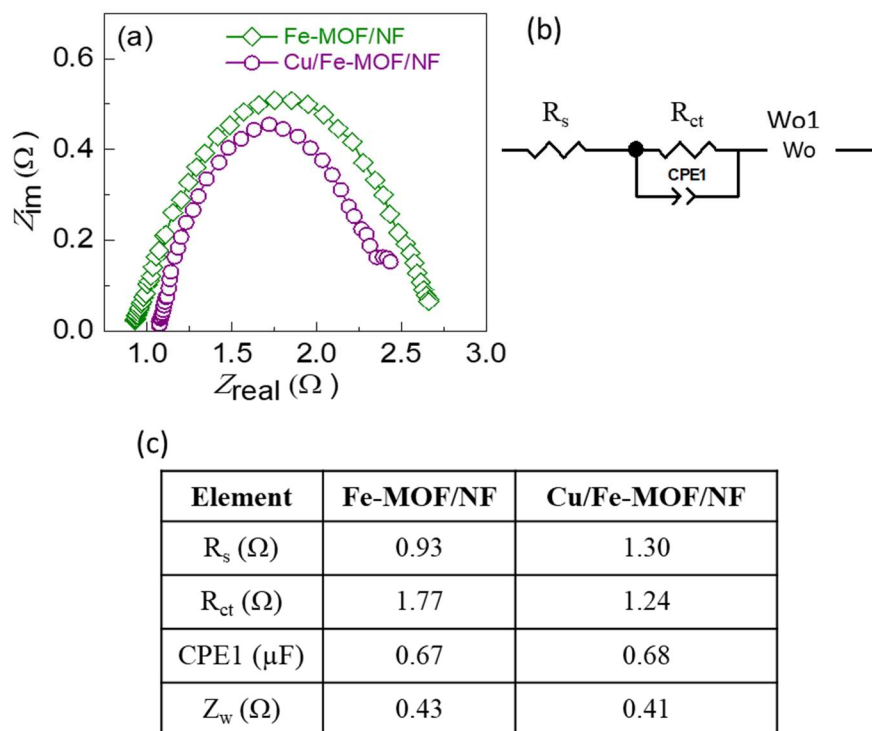 (a)
Fe-MOF/NF
Cu/Fe-MOF/NF
0.6
0.4
0.2
0.0
Zim (Ω)
1.0 1.5 2.0 2.5 3.0
Zreal (Ω)
(b)
Rs Rct Wo1
Wo
CPE1
(c)
Element Fe-MOF/NF Cu/Fe-MOF/NF
Rs (Ω) 0.93 1.30
Rct (Ω) 1.77 1.24
CPE1 (μF) 0.67 0.68
Zw (Ω) 0.43 0.41